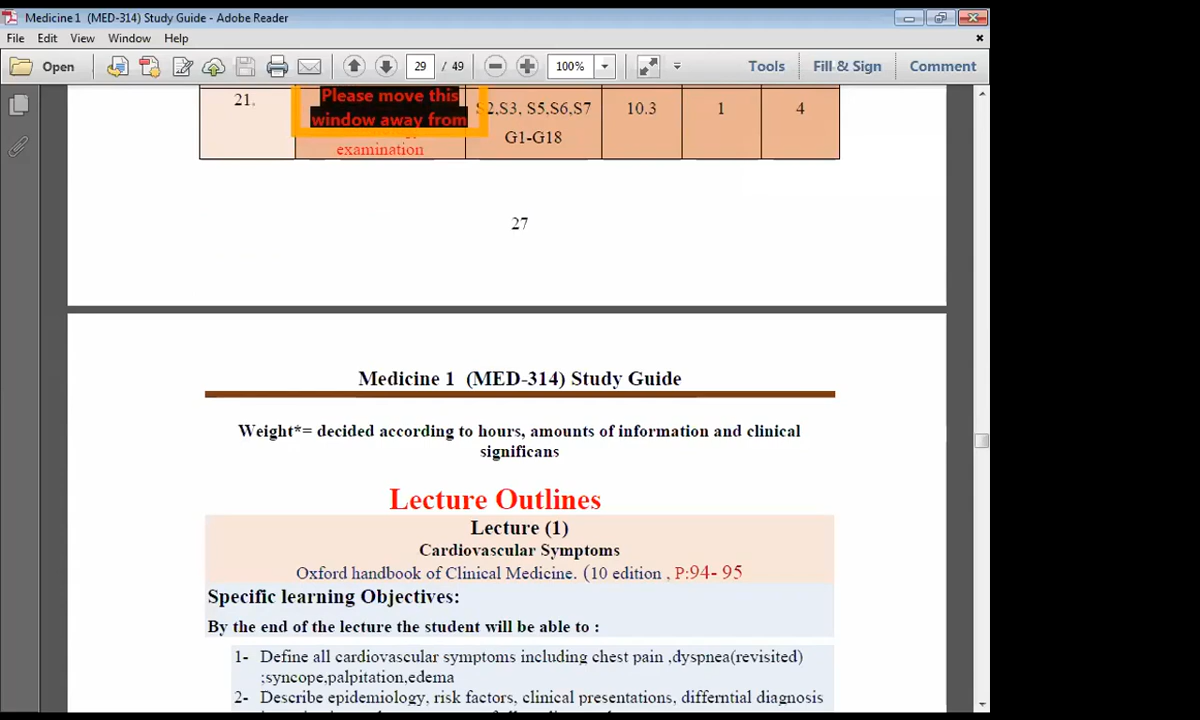 Medicine 1 (MED-314) Study Guide - Adobe Reader
File Edit View Window Help
Open 29 / 49 100% Tools Fill & Sign Comment
21. Please move this window away from examination S2,S3, S5,S6,S7 G1-G18 10.3 1 4
27
Medicine 1 (MED-314) Study Guide
Weight*= decided according to hours, amounts of information and clinical
significans
Lecture Outlines
Lecture (1)
Cardiovascular Symptoms
Oxford handbook of Clinical Medicine. (10 edition , P:94- 95
Specific learning Objectives:
By the end of the lecture the student will be able to :
1- Define all cardiovascular symptoms including chest pain ,dyspnea(revisited)
;syncope,palpitation,edema
2- Describe epidemiology, risk factors, clinical presentations, differntial diagnosis